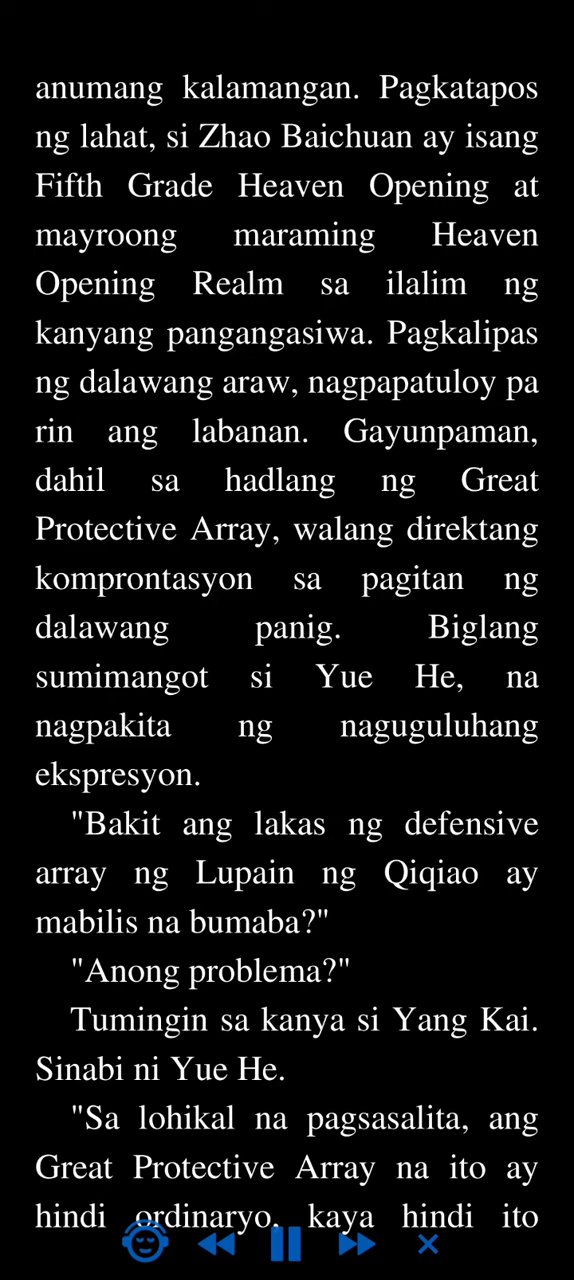 anumang kalamangan. Pagkatapos
ng lahat, si Zhao Baichuan ay isang
Fifth Grade Heaven Opening at
mayroong maraming Heaven
Opening Realm sa ilalim ng
kanyang pangangasiwa. Pagkalipas
ng dalawang araw, nagpapatuloy pa
rin ang labanan. Gayunpaman,
dahil sa hadlang ng Great
Protective Array, walang direktang
komprontasyon sa pagitan ng
dalawang panig. Biglang
sumimangot si Yue He, na
nagpakita ng naguguluhang
ekspresyon.
"Bakit ang lakas ng defensive
array ng Lupain ng Qiqiao ay
mabilis na bumaba?"
"Anong problema?"
Tumingin sa kanya si Yang Kai.
Sinabi ni Yue He.
"Sa lohikal na pagsasalita, ang
Great Protective Array na ito ay
hindi ordinaryo, kaya hindi ito